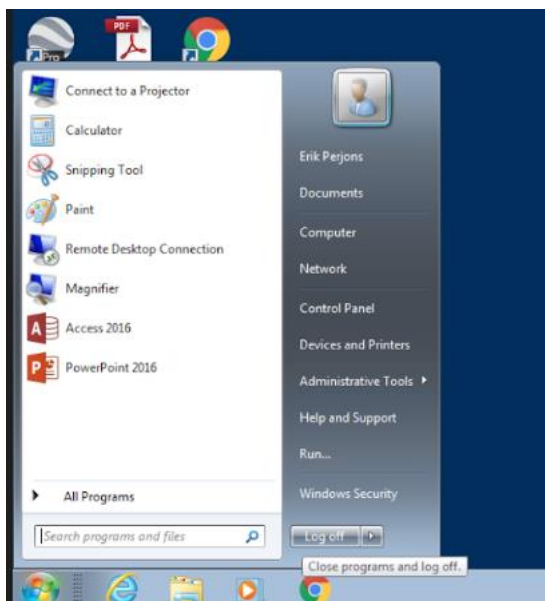 Pro
PDF
Connect to a Projector
Calculator
Snipping Tool
Paint
Remote Desktop Connection
Magnifier
Access 2016
PowerPoint 2016
All Programs
Search programs and files
Erik Perjons
Documents
Computer
Network
Control Panel
Devices and Printers
Administrative Tools
Help and Support
Run...
Windows Security
Log off
Close programs and log off.